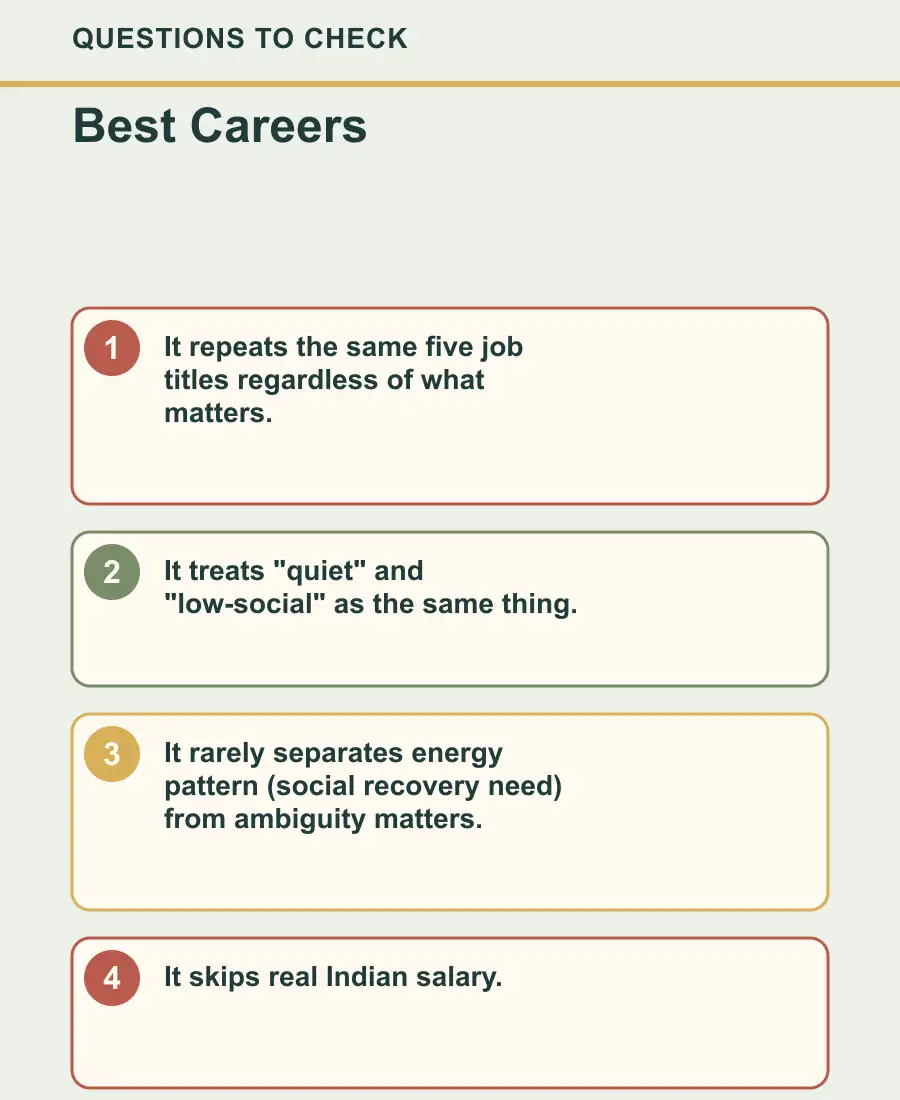 QUESTIONS TO CHECK
Best Careers
1
It repeats the same five job
titles regardless of what
matters.
2
It treats "quiet" and
"low-social" as the same thing.
3
It rarely separates energy
pattern (social recovery need)
from ambiguity matters.
4
It skips real Indian salary.